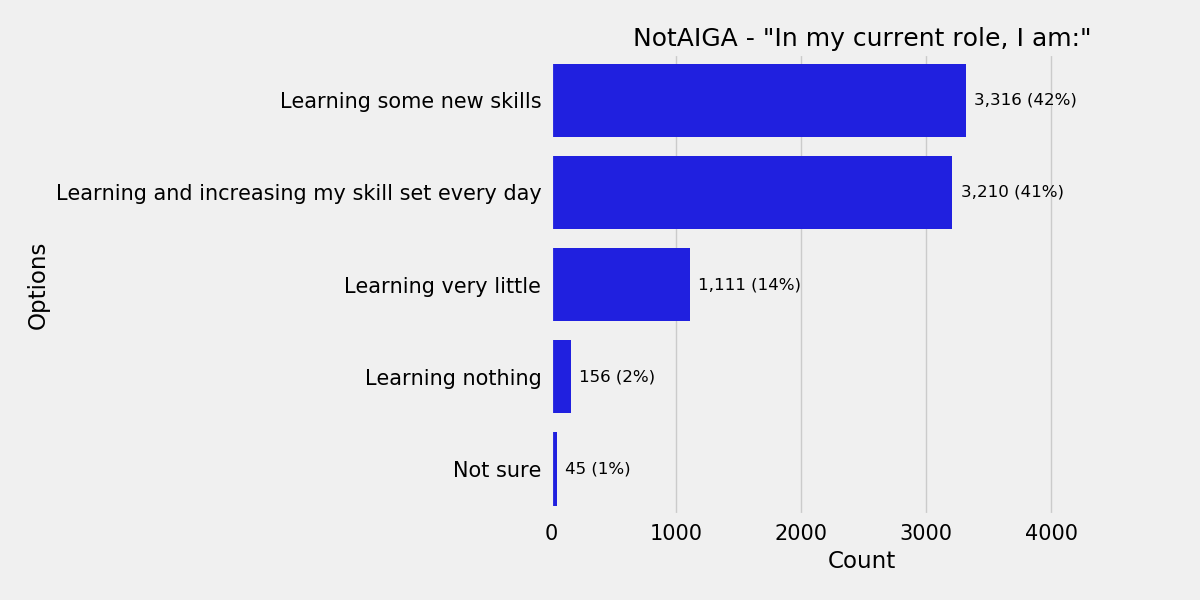 NotAIGA - "In my current role, I am:"
Learning some new skills
3,316 (42%)
Learning and increasing my skill set every day
3,210 (41%)
Learning very little
1,111 (14%)
Learning nothing
156 (2%)
Not sure
45 (1%)
Options
0 1000 2000 3000 4000
Count